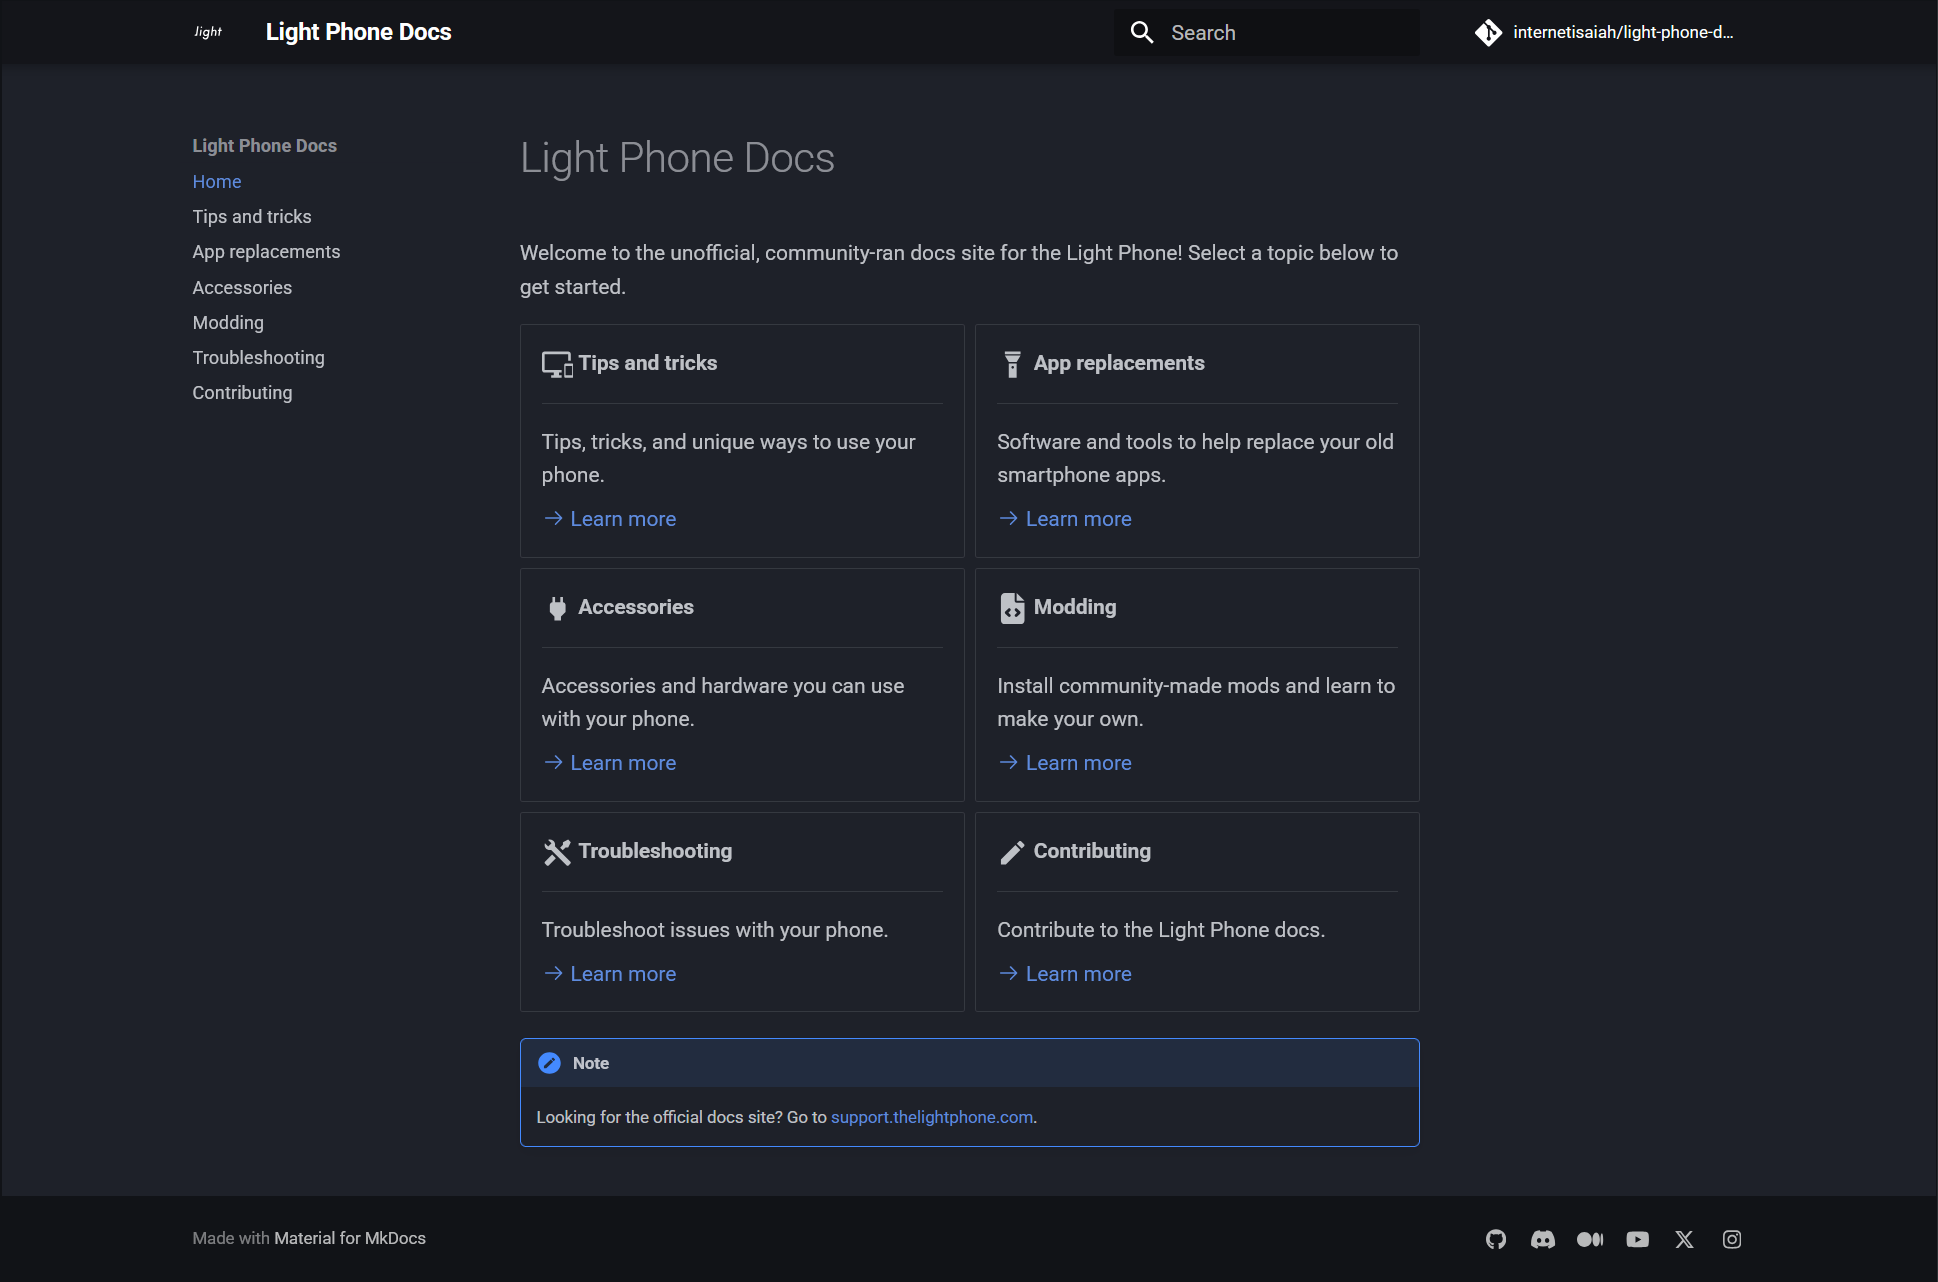 light
Light Phone Docs
Search
internetisaiah/light-phone-d...
Light Phone Docs
Home
Tips and tricks
App replacements
Accessories
Modding
Troubleshooting
Contributing
Light Phone Docs
Welcome to the unofficial, community-ran docs site for the Light Phone! Select a topic below to
get started.
Tips and tricks
Tips, tricks, and unique ways to use your
phone.
→ Learn more
App replacements
Software and tools to help replace your old
smartphone apps.
→ Learn more
Accessories
Accessories and hardware you can use
with your phone.
→ Learn more
Modding
Install community-made mods and learn to
make your own.
→ Learn more
Troubleshooting
Troubleshoot issues with your phone.
→ Learn more
Contributing
Contribute to the Light Phone docs.
→ Learn more
Note
Looking for the official docs site? Go to support.thelightphone.com.
Made with Material for MkDocs